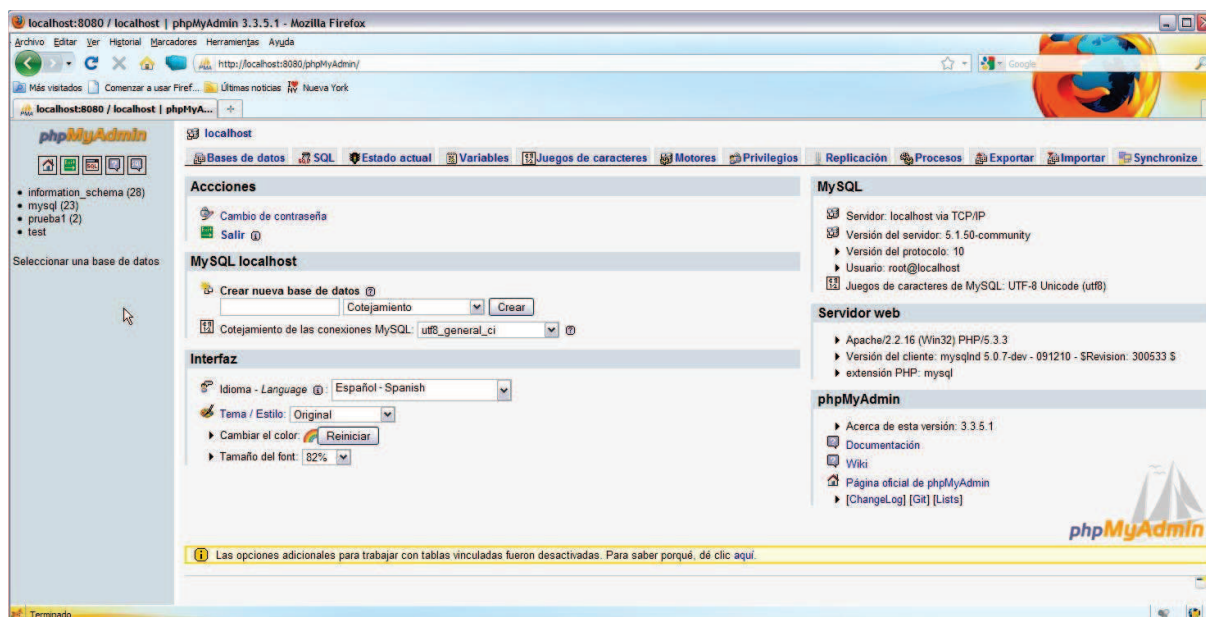 localhost:8080 / localhost | phpMyAdmin 3.3.5.1 - Mozilla Firefox
Archivo Editar Ver Historial Marcadores Herramientas Ayuda
http://localhost:8080/phpMyAdmin/
Google
Más visitados Comenzar a usar Firef... Últimas noticias Nueva York
localhost:8080 / localhost | phpMyA...
phpMyAdmin
information_schema (28)
mysql (23)
prueba1 (2)
test
Seleccionar una base de datos
localhost
Bases de datos SQL Estado actual Variables Juegos de caracteres Motores Privilegios Replicación Procesos Exportar Importar Synchronize
Accciones
Cambio de contraseña
Salir
MySQL localhost
Crear nueva base de datos
Cotejamiento Crear
Cotejamiento de las conexiones MySQL: utf8_general_ci
Interfaz
Idioma - Language : Español - Spanish
Tema / Estilo: Original
Cambiar el color: Reiniciar
Tamaño del font: 82%
MySQL
Servidor: localhost via TCP/IP
Versión del servidor: 5.1.50-community
Versión del protocolo: 10
Usuario: root@localhost
Juegos de caracteres de MySQL: UTF-8 Unicode (utf8)
Servidor web
Apache/2.2.16 (Win32) PHP/5.3.3
Versión del cliente: mysqlnd 5.0.7-dev - 091210 - $Revision: 300533 $
extensión PHP: mysql
phpMyAdmin
Acerca de esta versión: 3.3.5.1
Documentación
Wiki
Página oficial de phpMyAdmin
[ChangeLog] [Git] [Lists]
phpMyAdmin
Las opciones adicionales para trabajar con tablas vinculadas fueron desactivadas. Para saber porqué, dé clic aquí.
Terminado